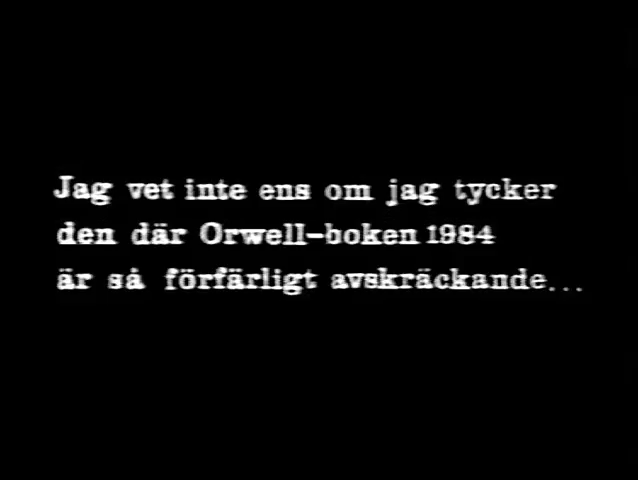 Jag vet inte ens om jag tycker
den där Orwell-boken 1984
är så förfärligt avskräckande...